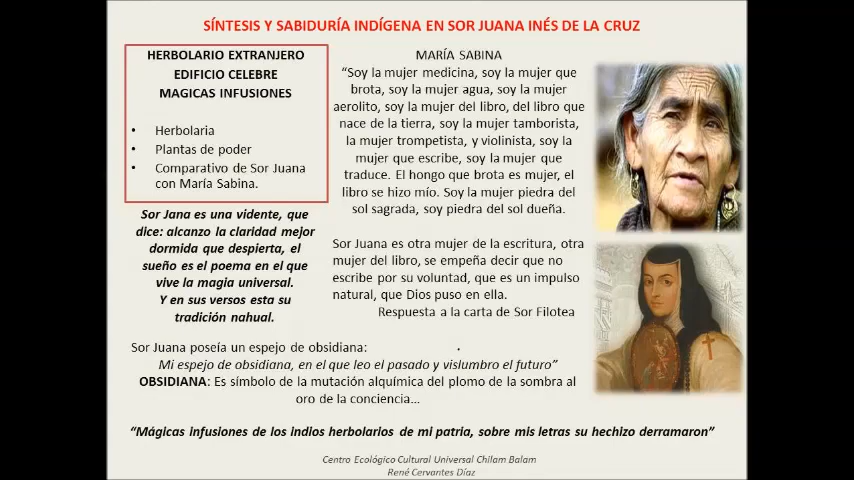 SÍNTESIS Y SABIDURÍA INDÍGENA EN SOR JUANA INÉS DE LA CRUZ
HERBOLARIO EXTRANJERO
EDIFICIO CELEBRE
MAGICAS INFUSIONES
• Herbolaria
• Plantas de poder
• Comparativo de Sor Juana
con María Sabina.
Sor Jana es una vidente, que
dice: alcanzo la claridad mejor
dormida que despierta, el
sueño es el poema en el que
vive la magia universal.
Y en sus versos esta su
tradición nahual.
MARÍA SABINA
“Soy la mujer medicina, soy la mujer que
brota, soy la mujer agua, soy la mujer
aerolito, soy la mujer del libro, del libro que
nace de la tierra, soy la mujer tamborista,
la mujer trompetista, y violinista, soy la
mujer que escribe, soy la mujer que
traduce. El hongo que brota es mujer, el
libro se hizo mío. Soy la mujer piedra del
sol sagrada, soy piedra del sol dueña.
Sor Juana es otra mujer de la escritura, otra
mujer del libro, se empeña decir que no
escribe por su voluntad, que es un impulso
natural, que Dios puso en ella.
Respuesta a la carta de Sor Filotea
Sor Juana poseía un espejo de obsidiana:
Mi espejo de obsidiana, en el que leo el pasado y vislumbro el futuro”
OBSIDIANA: Es símbolo de la mutación alquímica del plomo de la sombra al
oro de la conciencia...
“Mágicas infusiones de los indios herbolarios de mi patria, sobre mis letras su hechizo derramaron”
Centro Ecológico Cultural Universal Chilam Balam
René Cervantes Díaz